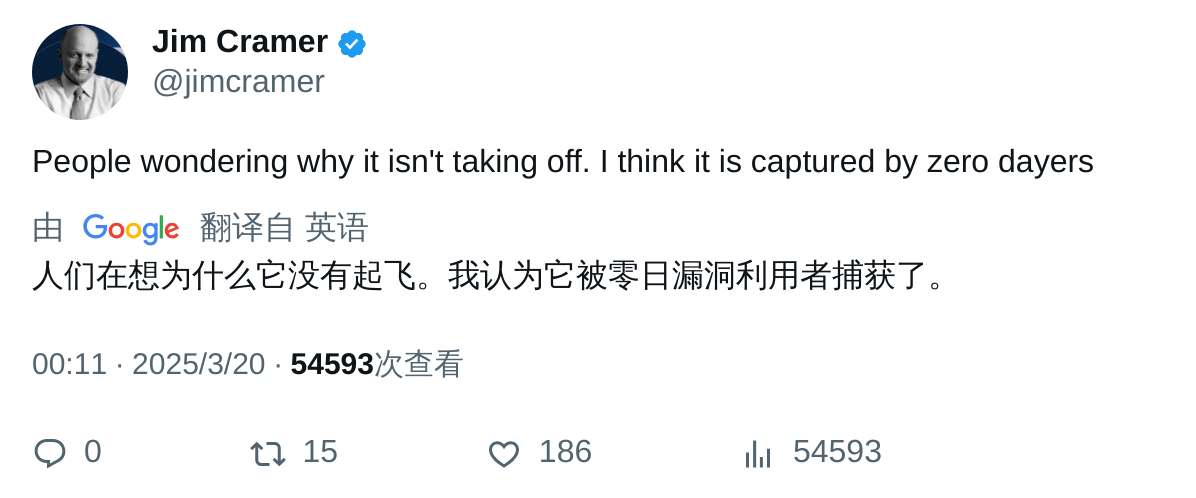 Jim Cramer
@jimcramer
People wondering why it isn't taking off. I think it is captured by zero dayers
由 Google 翻译自 英语
人们在想为什么它没有起飞。我认为它被零日漏洞利用者捕获了。
00:11 · 2025/3/20 · 54593次查看
0 15 186 54593